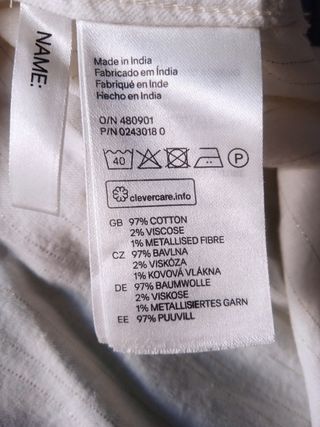 NAME:
Made in India
Fabricado em Índia
Fabriqué en Inde
Hecho en India
O/N 480901
P/N 0243018 0
40
P
clevercare.info
GB 97% COTTON
2% VISCOSE
1% METALLISED FIBRE
CZ 97% BAVLNA
2% VISKÓZA
1% KOVOVÁ VLÁKNA
DE 97% BAUMWOLLE
2% VISKOSE
1% METALLISIERTES GARN
EE 97% PUUVILL